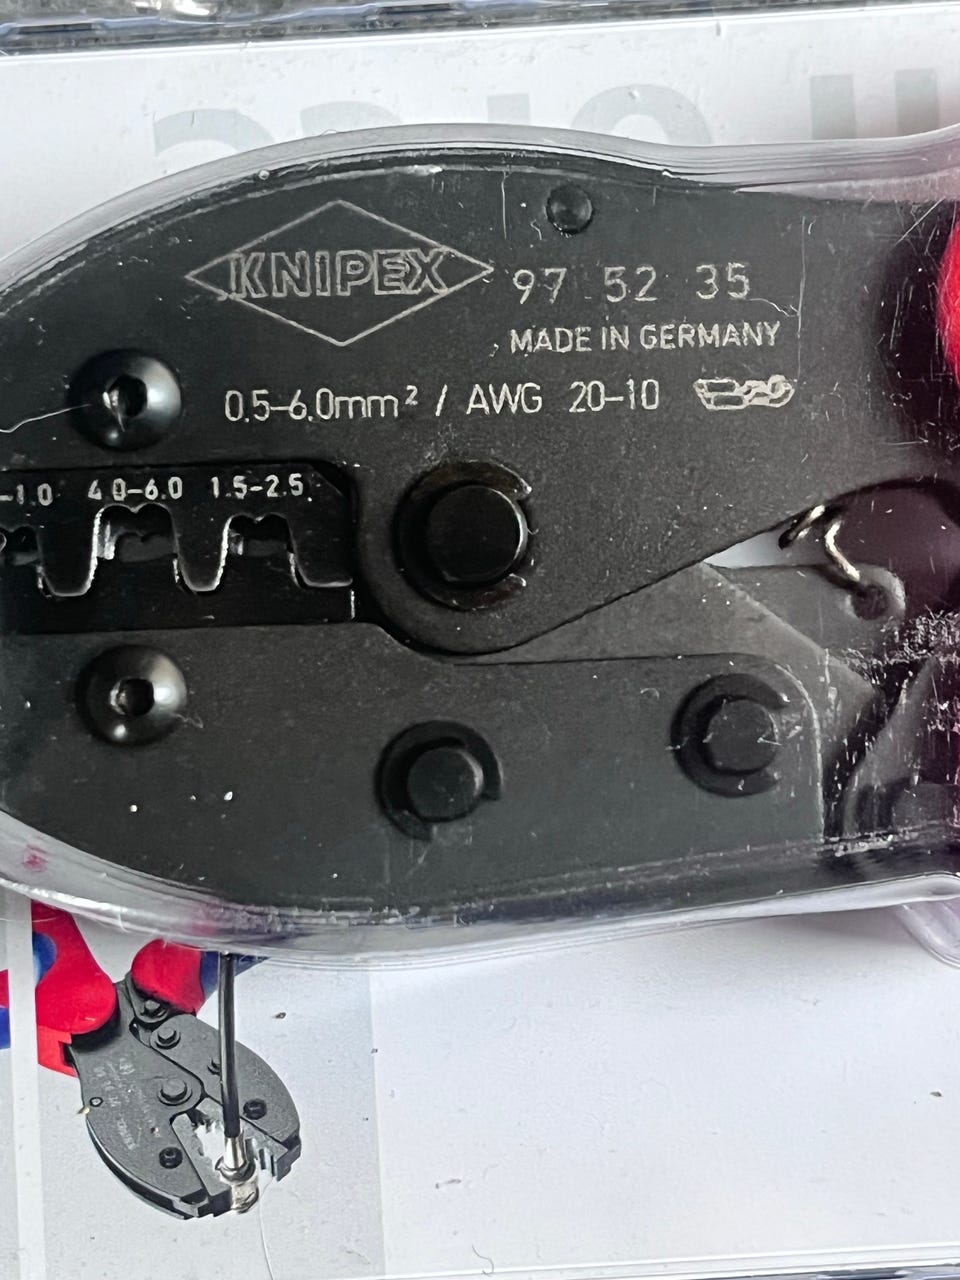 KNIPEX 97 52 35
MADE IN GERMANY
0.5-6.0mm² / AWG 20-10
-1.0 4.0-6.0 1.5-2.5